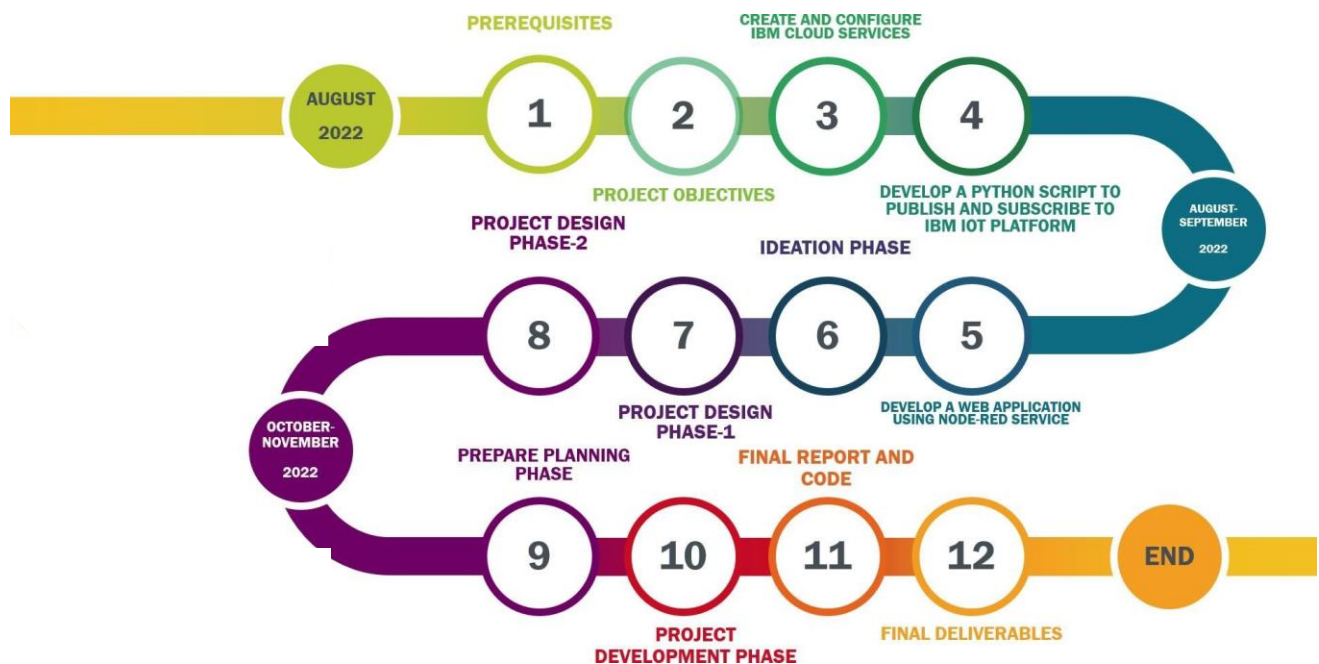 PREREQUISITES
CREATE AND CONFIGURE
IBM CLOUD SERVICES
AUGUST
2022
1
2
3
4
PROJECT OBJECTIVES
DEVELOP A PYTHON SCRIPT TO
PUBLISH AND SUBSCRIBE TO
IBM IOT PLATFORM
AUGUST-
SEPTEMBER
2022
PROJECT DESIGN
PHASE-2
IDEATION PHASE
8
7
6
5
PROJECT DESIGN
PHASE-1
DEVELOP A WEB APPLICATION
USING NODE-RED SERVICE
OCTOBER-
NOVEMBER
2022
PREPARE PLANNING
PHASE
FINAL REPORT AND
CODE
9
10
11
12
END
PROJECT
DEVELOPMENT PHASE
FINAL DELIVERABLES